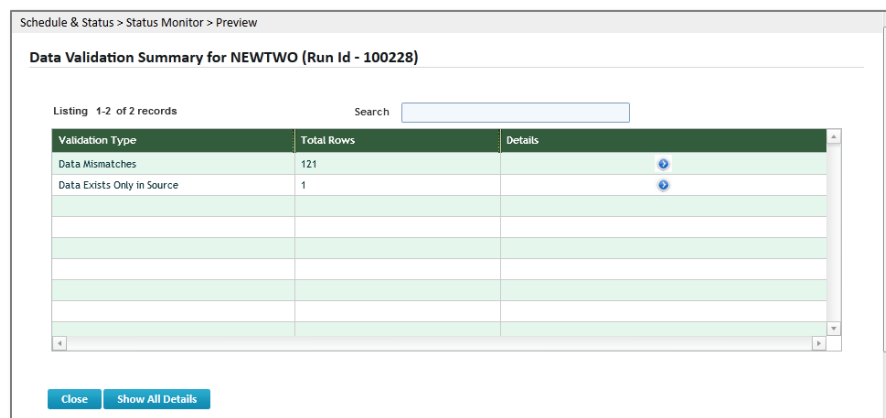 Schedule & Status > Status Monitor > Preview
Data Validation Summary for NEWTWO (Run Id - 100228)
Listing 1-2 of 2 records Search
Validation Type Total Rows Details
Data Mismatches 121
Data Exists Only in Source 1
Close Show All Details